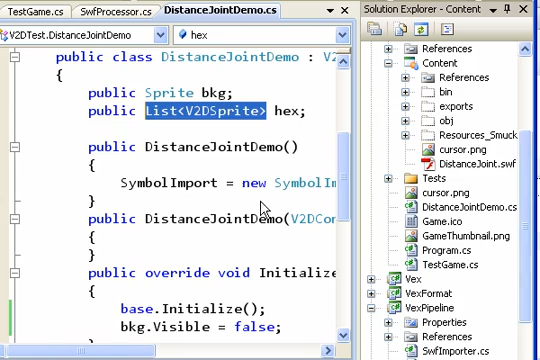 TestGame.cs SwfProcessor.cs DistanceJointDemo.cs
V2DTest.DistanceJointDemo hex
public class DistanceJointDemo : V2
{
public Sprite bkg;
public List<V2DSprite> hex;
public DistanceJointDemo()
{
SymbolImport = new SymbolIm
}
public DistanceJointDemo(V2DCon
{
}
public override void Initialize
{
base.Initialize();
bkg.Visible = false;
Solution Explorer - Content
References
Content
References
bin
exports
obj
Resources_Smuck
cursor.png
DistanceJoint.swf
Tests
cursor.png
DistanceJointDemo.cs
Game.ico
GameThumbnail.png
Program.cs
TestGame.cs
Vex
VexFormat
VexPipeline
Properties
References
SwfImporter.cs